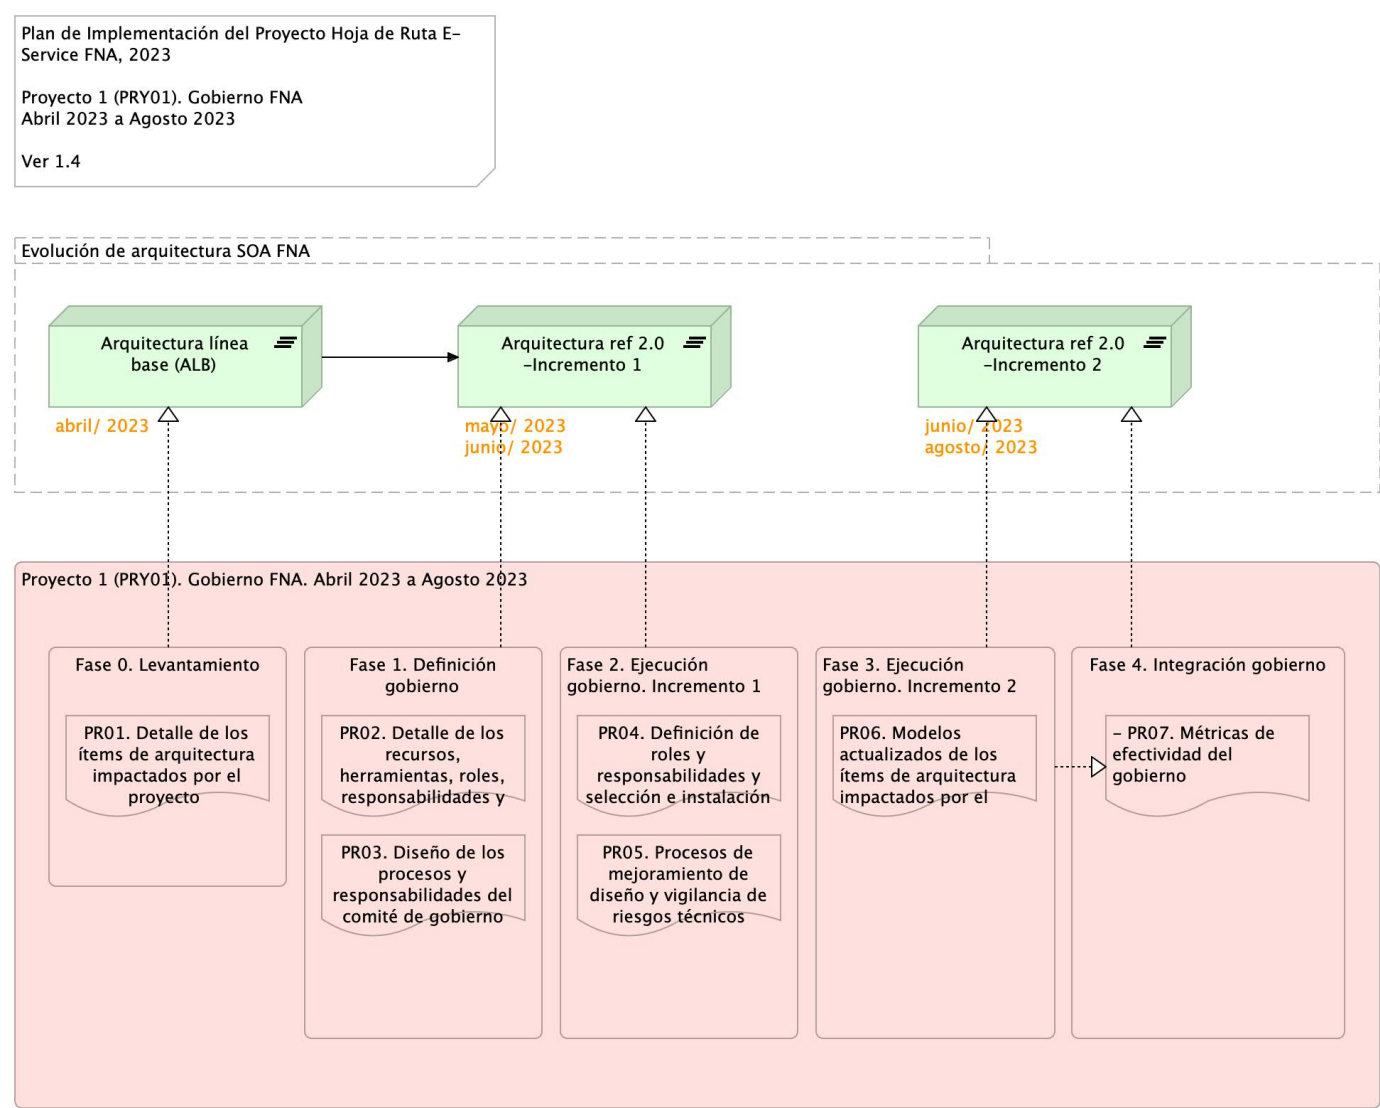 Plan de Implementación del Proyecto Hoja de Ruta E-
Service FNA, 2023
Proyecto 1 (PRY01). Gobierno FNA
Abril 2023 a Agosto 2023
Ver 1.4
Evolución de arquitectura SOA FNA
Arquitectura línea
base (ALB)
Arquitectura ref 2.0
-Incremento 1
Arquitectura ref 2.0
-Incremento 2
abril/ 2023
mayo/ 2023
junio/ 2023
junio/ 2023
agosto/ 2023
Proyecto 1 (PRY01). Gobierno FNA. Abril 2023 a Agosto 2023
Fase 0. Levantamiento
PR01. Detalle de los
ítems de arquitectura
impactados por el
proyecto
Fase 1. Definición
gobierno
PR02. Detalle de los
recursos,
herramientas, roles,
responsabilidades y
PR03. Diseño de los
procesos y
responsabilidades del
comité de gobierno
Fase 2. Ejecución
gobierno. Incremento 1
PR04. Definición de
roles y
responsabilidades y
selección e instalación
PR05. Procesos de
mejoramiento de
diseño y vigilancia de
riesgos técnicos
Fase 3. Ejecución
gobierno. Incremento 2
PR06. Modelos
actualizados de los
ítems de arquitectura
impactados por el
Fase 4. Integración gobierno
- PR07. Métricas de
efectividad del
gobierno